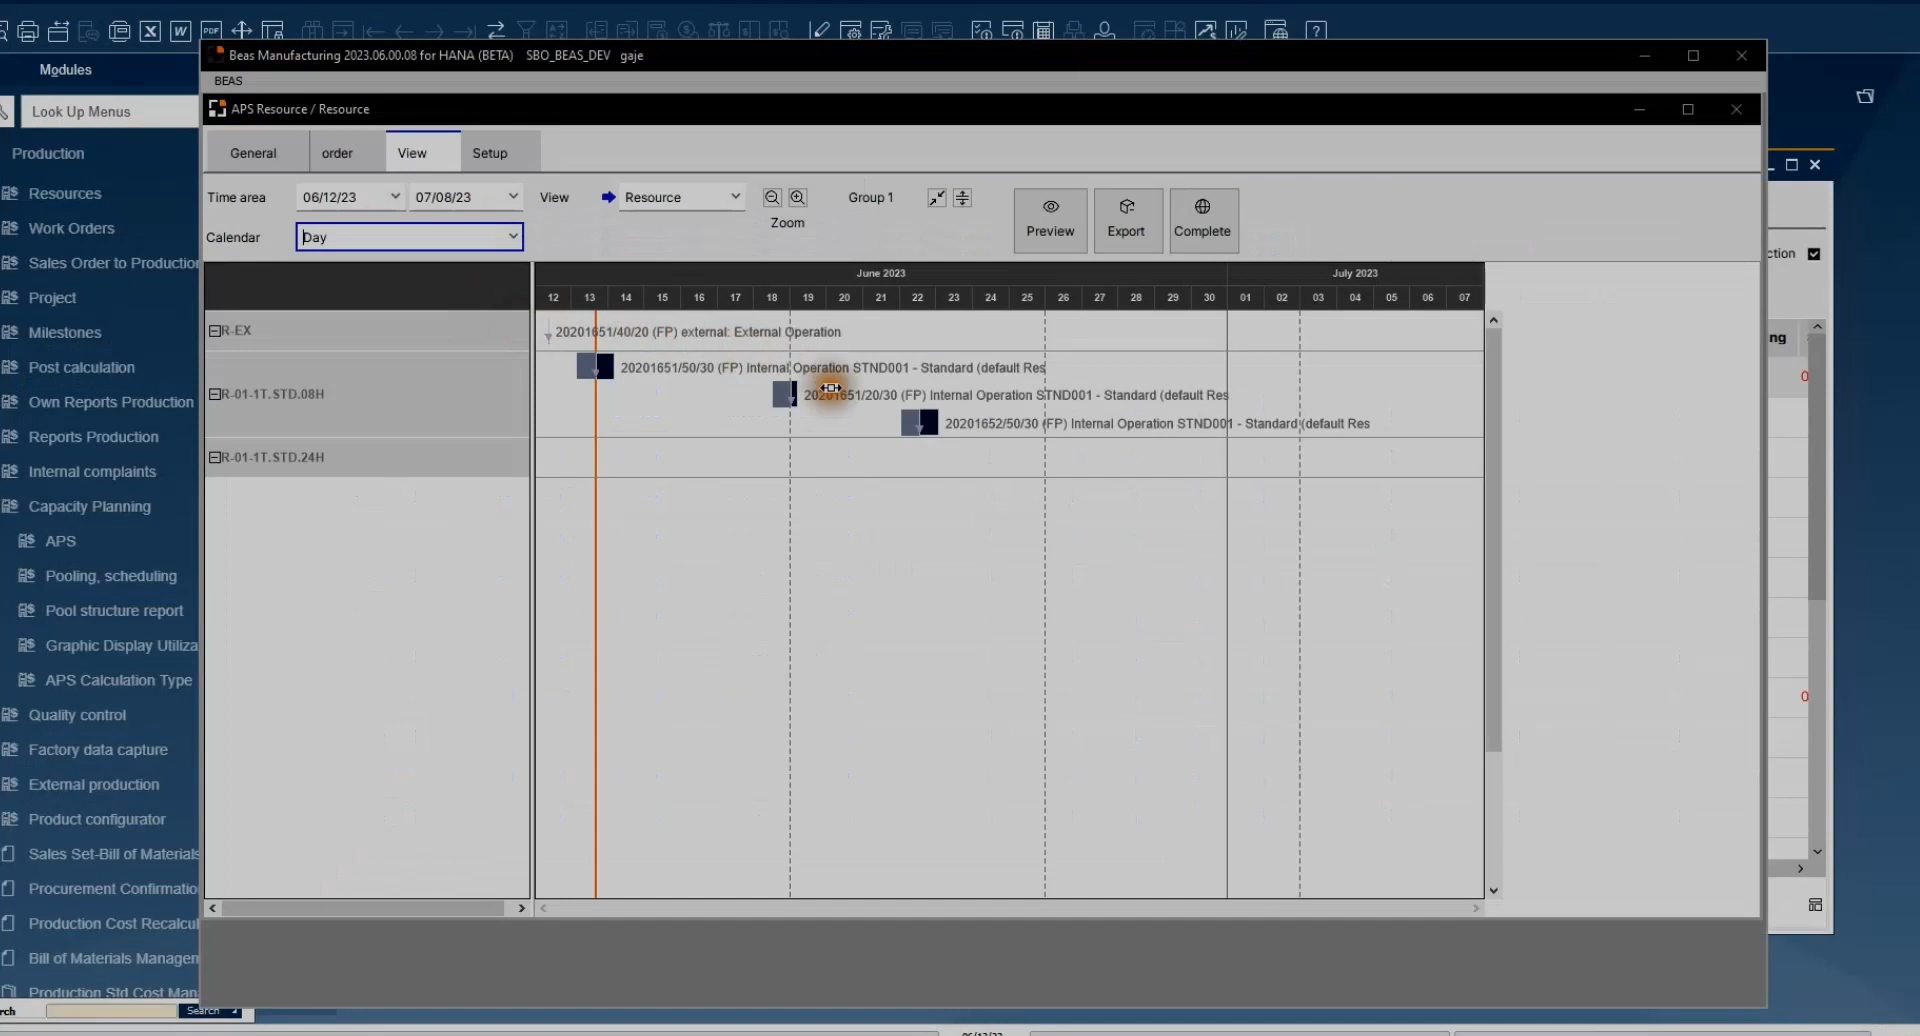 X W PDF ?
Modules
Look Up Menus
Production
Resources
Work Orders
Sales Order to Production
Project
Milestones
Post calculation
Own Reports Production
Reports Production
Internal complaints
Capacity Planning
APS
Pooling, scheduling
Pool structure report
Graphic Display Utiliza
APS Calculation Type
Quality control
Factory data capture
External production
Product configurator
Sales Set-Bill of Materials
Procurement Confirmatio
Production Cost Recalcul
Bill of Materials Managen
Production Std Cost Man
rch Search
Beas Manufacturing 2023.06.00.08 for HANA (BETA) SBO_BEAS_DEV gaje
BEAS
APS Resource / Resource
General order View Setup
Time area 06/12/23 07/08/23 View Resource Zoom Group 1 Preview Export Complete
Calendar Day
June 2023 July 2023
12 13 14 15 16 17 18 19 20 21 22 23 24 25 26 27 28 29 30 01 02 03 04 05 06 07
R-EX
20201651/40/20 (FP) external: External Operation
R-01-1T.STD.08H
20201651/50/30 (FP) Internal Operation STND001 - Standard (default Res
20201651/20/30 (FP) Internal Operation STND001 - Standard (default Res
20201652/50/30 (FP) Internal Operation STND001 - Standard (default Res
R-01-1T.STD.24H
ction
ng
0
0